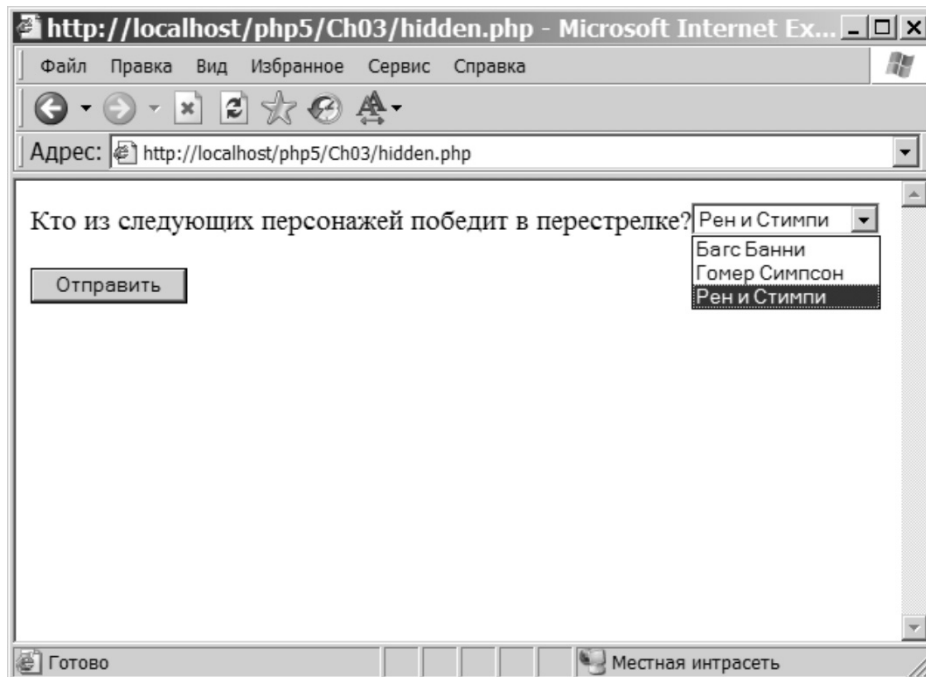 http://localhost/php5/Ch03/hidden.php - Microsoft Internet Ex...
Файл Правка Вид Избранное Сервис Справка
Адрес: http://localhost/php5/Ch03/hidden.php
Кто из следующих персонажей победит в перестрелке? Рен и Стимпи
Багс Банни
Гомер Симпсон
Рен и Стимпи
Отправить
Готово
Местная интрасеть